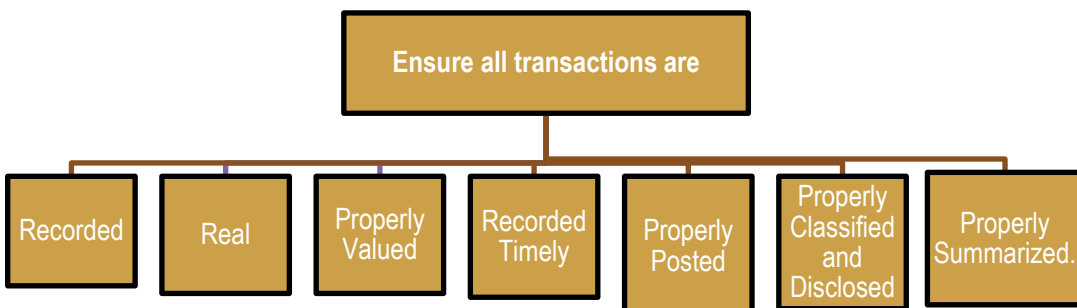 Ensure all transactions are
Recorded
Real
Properly
Valued
Recorded
Timely
Properly
Posted
Properly
Classified
and
Disclosed
Properly
Summarized.